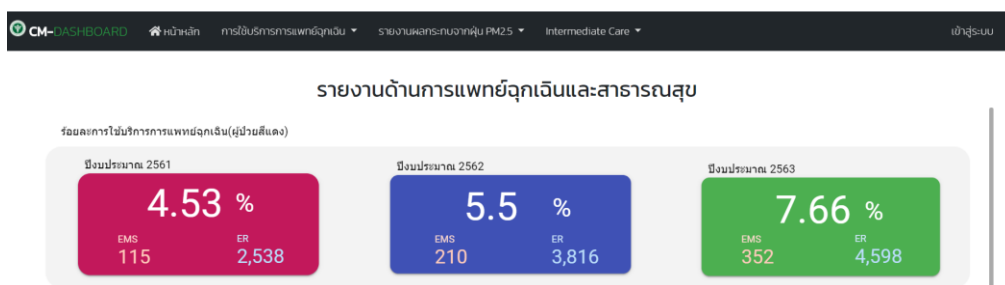 CM-DASHBOARD หน้าหลัก การใช้บริการการแพทย์ฉุกเฉิน รายงานผลกระทบจากฝุ่น PM2.5 Intermediate Care เข้าสู่ระบบ
รายงานด้านการแพทย์ฉุกเฉินและสาธารณสุข
ร้อยละการใช้บริการการแพทย์ฉุกเฉิน(ผู้ป่วยสีแดง)
ปีงบประมาณ 2561
4.53 %
EMS ER
115 2,538
ปีงบประมาณ 2562
5.5 %
EMS ER
210 3,816
ปีงบประมาณ 2563
7.66 %
EMS ER
352 4,598